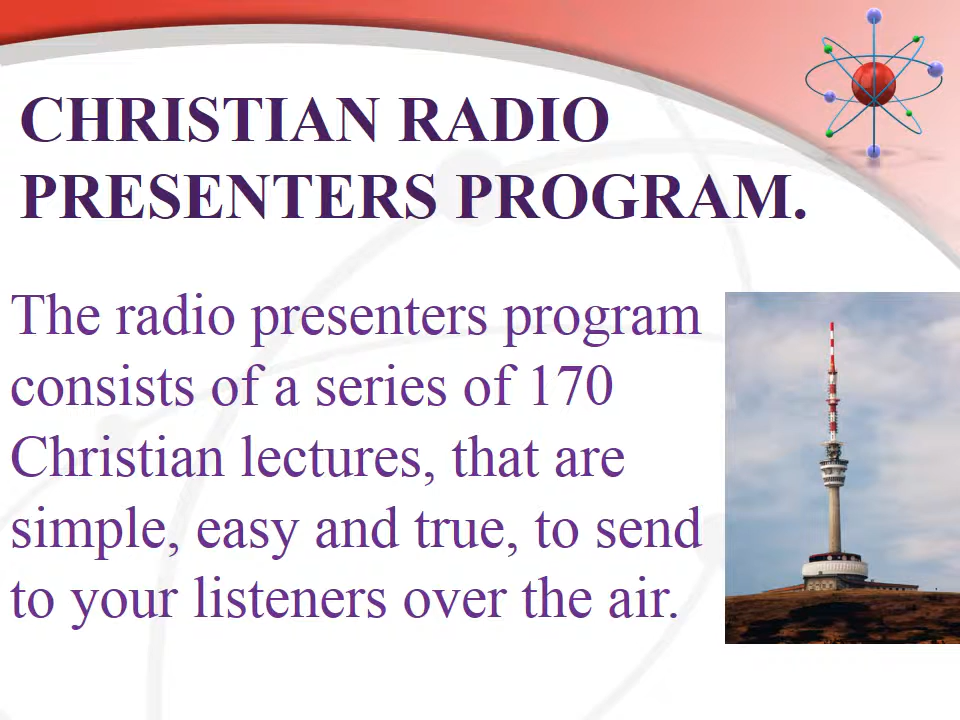 CHRISTIAN RADIO
PRESENTERS PROGRAM.
The radio presenters program
consists of a series of 170
Christian lectures, that are
simple, easy and true, to send
to your listeners over the air.